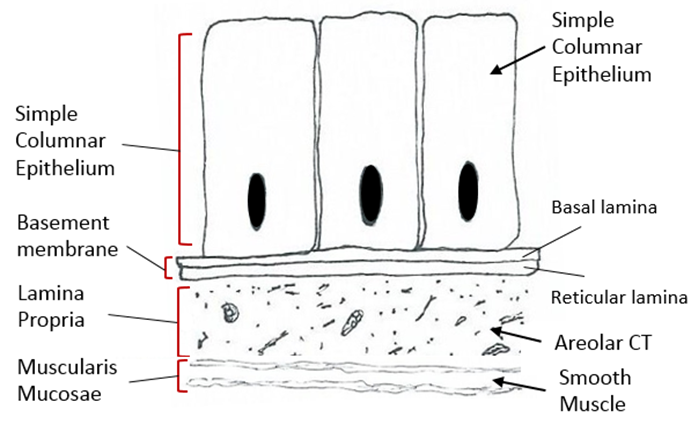 Simple
Columnar
Epithelium
Basement
membrane
Lamina
Propria
Muscularis
Mucosae
Simple
Columnar
Epithelium
Basal lamina
Reticular lamina
Areolar CT
Smooth
Muscle